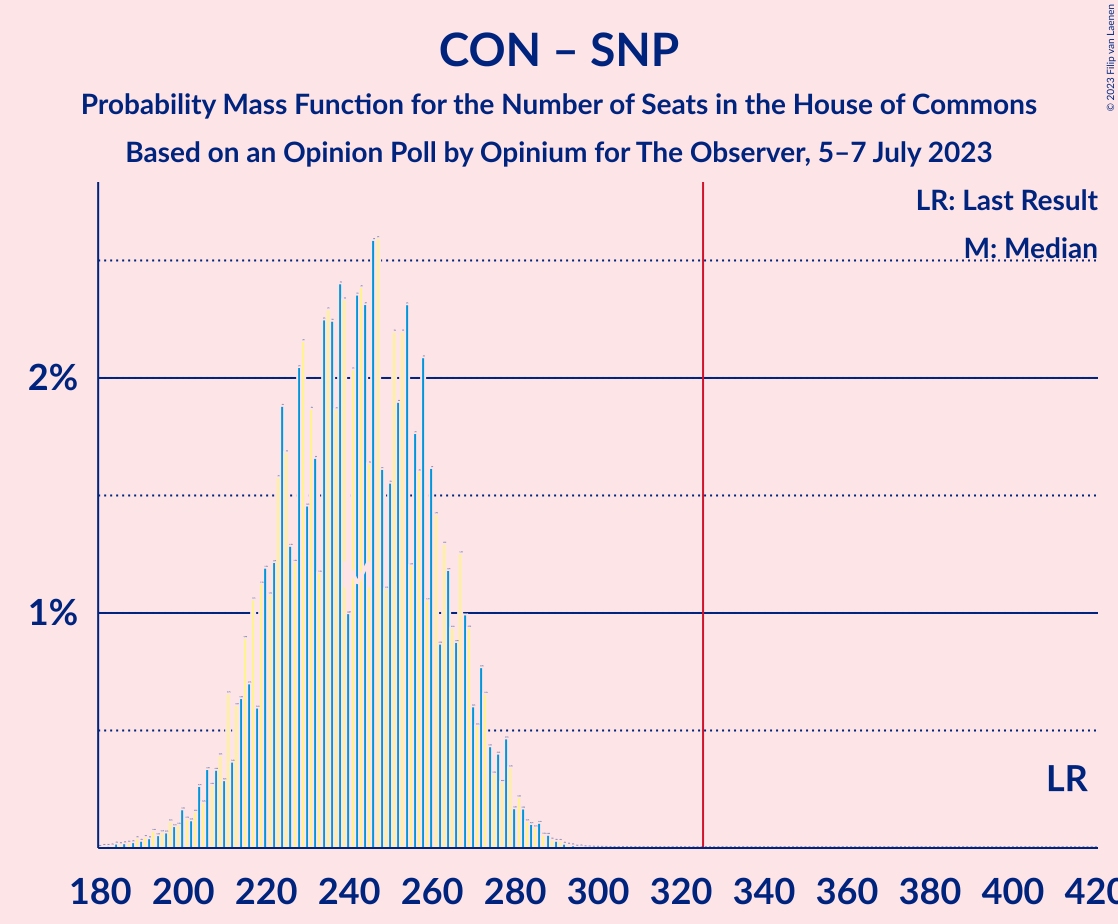 CON – SNP
Probability Mass Function for the Number of Seats in the House of Commons
Based on an Opinion Poll by Opinium for The Observer, 5–7 July 2023
© 2023 Filip van Laenen
LR: Last Result
M: Median
2%
1%
LR
180 200 220 240 260 280 300 320 340 360 380 400 420